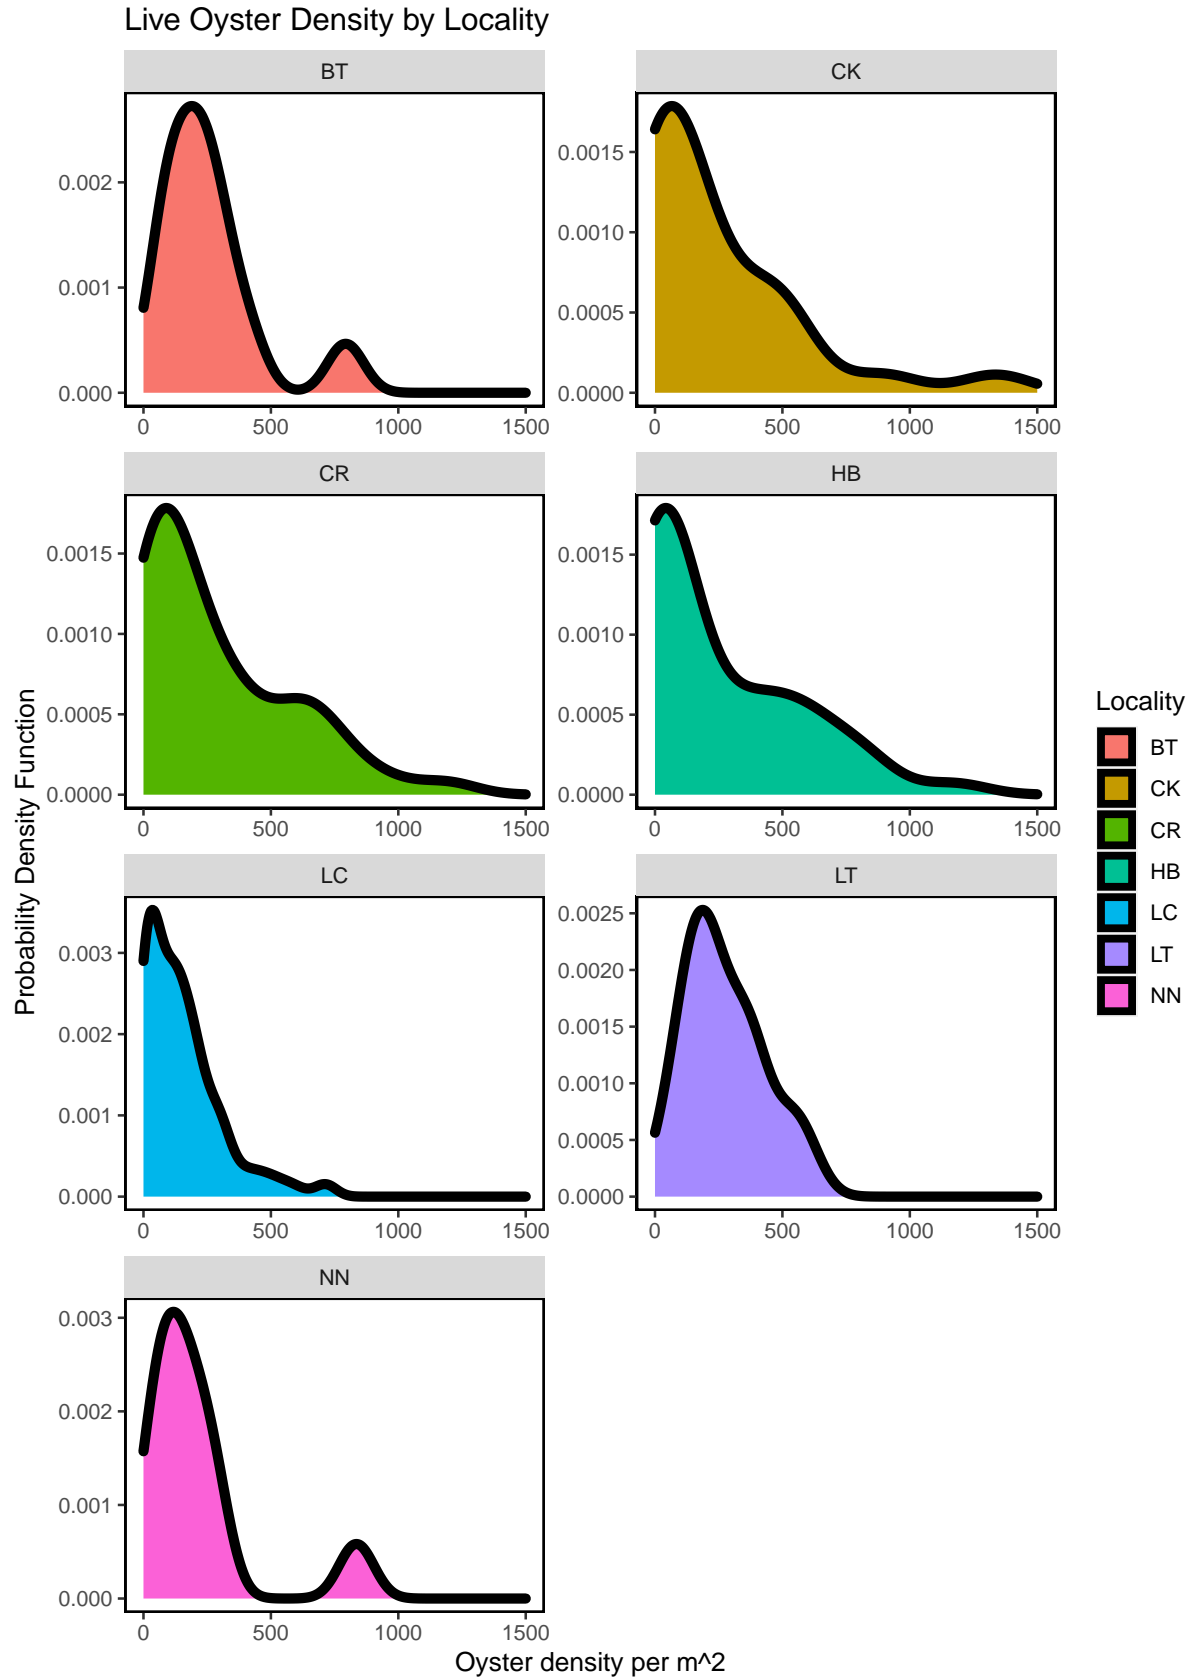 Live Oyster Density by Locality
BT
CK
0.002
0.001
0.000
0.0015
0.0010
0.0005
0.0000
0 500 1000 1500
0 500 1000 1500
CR
HB
0.0015
0.0010
0.0005
0.0000
0.0015
0.0010
0.0005
0.0000
0 500 1000 1500
0 500 1000 1500
LC
LT
0.003
0.002
0.001
0.000
0.0025
0.0020
0.0015
0.0010
0.0005
0.0000
0 500 1000 1500
0 500 1000 1500
NN
0.003
0.002
0.001
0.000
0 500 1000 1500
Oyster density per m^2
Probability Density Function
Locality
BT
CK
CR
HB
LC
LT
NN